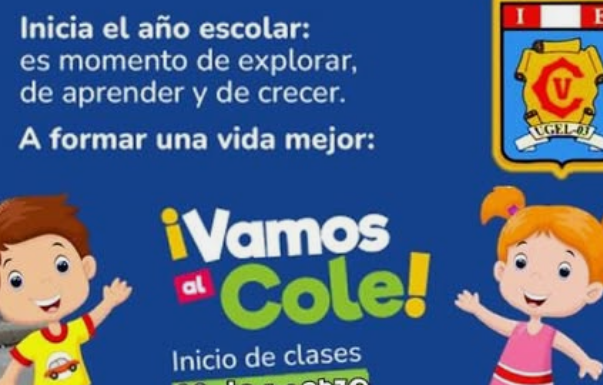 Inicia el año escolar:
es momento de explorar,
de aprender y de crecer.
A formar una vida mejor:
I E
C V
UGEL-03
¡Vamos
al Cole!
Inicio de clases